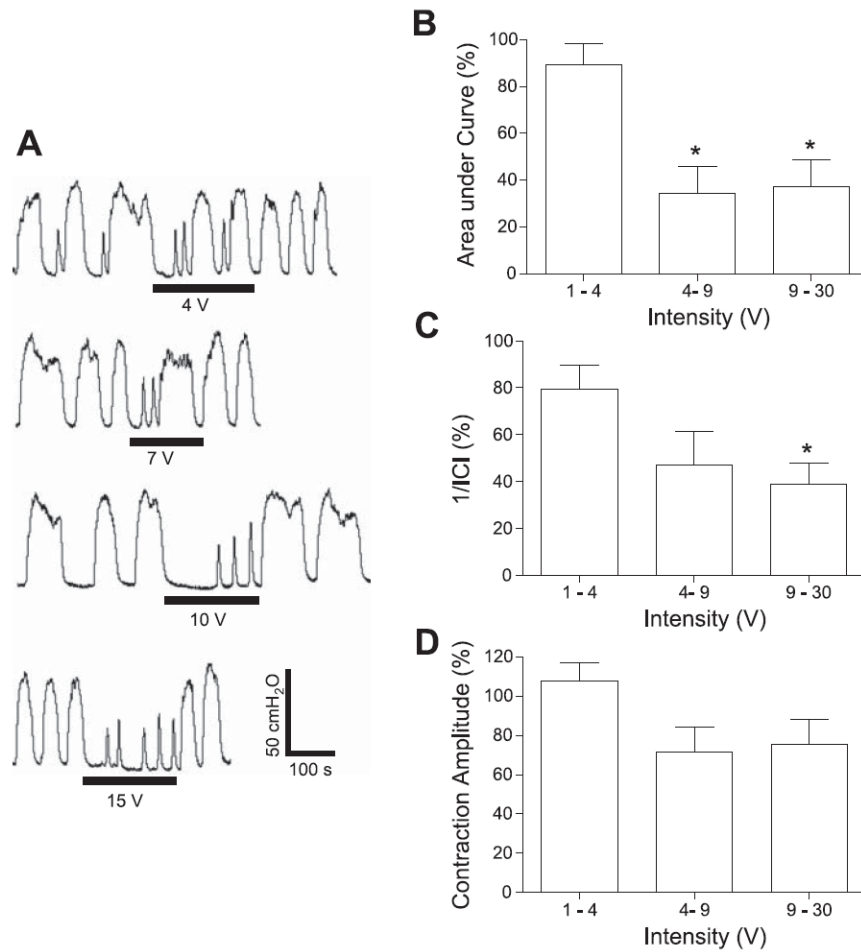 A
4 V
7 V
10 V
15 V
50 cmH₂O
100 s
B
Area under Curve (%)
100
80
60
40
20
0
*
*
1 - 4
4- 9
9 - 30
Intensity (V)
C
1/ICI (%)
100
80
60
40
20
0
*
1 - 4
4- 9
9 - 30
Intensity (V)
D
Contraction Amplitude (%)
120
100
80
60
40
20
0
1 - 4
4- 9
9 - 30
Intensity (V)